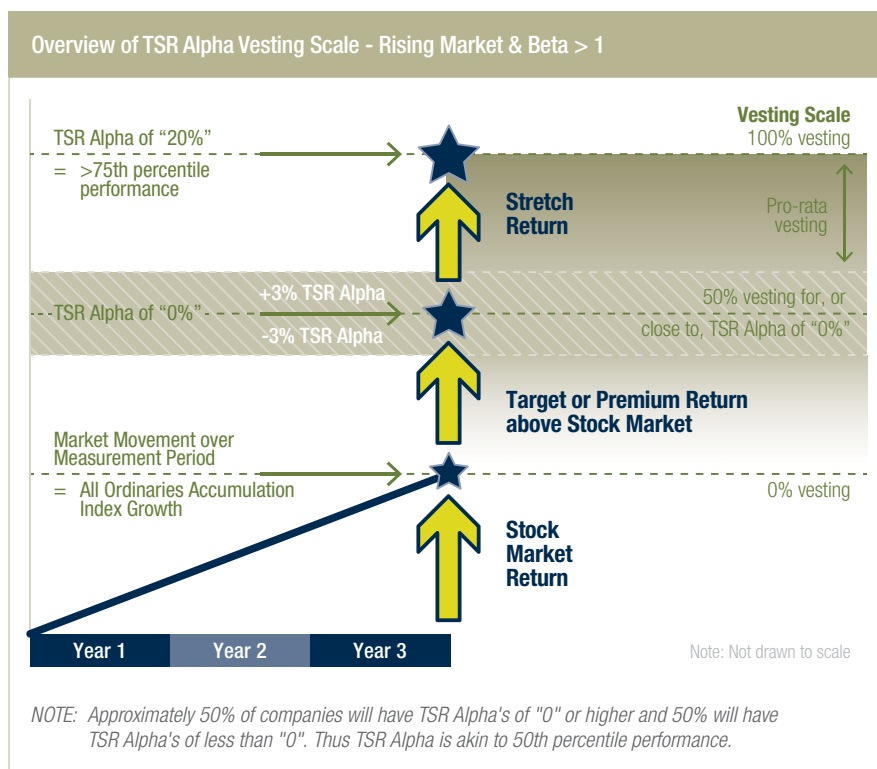 Overview of TSR Alpha Vesting Scale - Rising Market & Beta > 1
Vesting Scale
TSR Alpha of “20%”
100% vesting
= >75th percentile
performance
Stretch
Return
Pro-rata
vesting
+3% TSR Alpha
TSR Alpha of “0%”
-3% TSR Alpha
50% vesting for, or
close to, TSR Alpha of “0%”
Target or Premium Return
above Stock Market
Market Movement over
Measurement Period
= All Ordinaries Accumulation
Index Growth
0% vesting
Stock
Market
Return
Year 1
Year 2
Year 3
Note: Not drawn to scale
NOTE: Approximately 50% of companies will have TSR Alpha's of "0" or higher and 50% will have
TSR Alpha's of less than "0". Thus TSR Alpha is akin to 50th percentile performance.